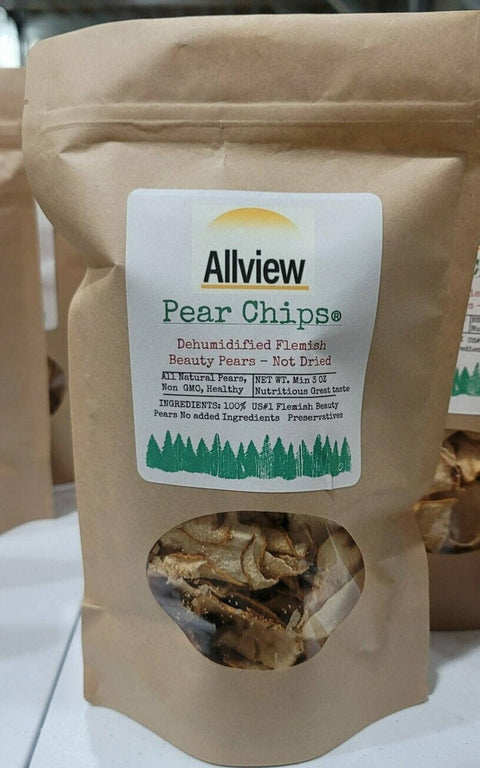 Allview
Pear Chips®
Dehumidified Flemish
Beauty Pears - Not Dried
All Natural Pears, NET WT. Min 3 OZ
Non GMO, Healthy Nutritious Great taste
INGREDIENTS: 100% US#1 Flemish Beauty
Pears No added Ingredients Preservatives